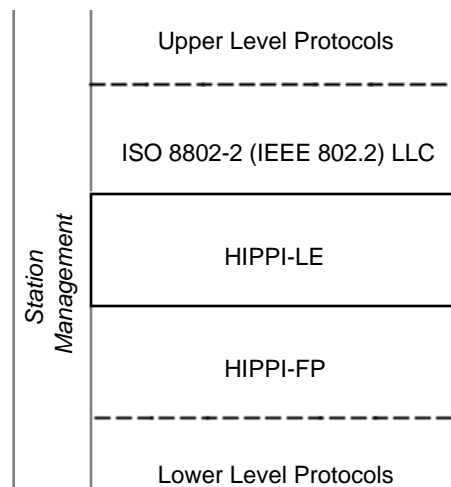 Upper Level Protocols
ISO 8802-2 (IEEE 802.2) LLC
Station
Management
HIPPI-LE
HIPPI-FP
Lower Level Protocols